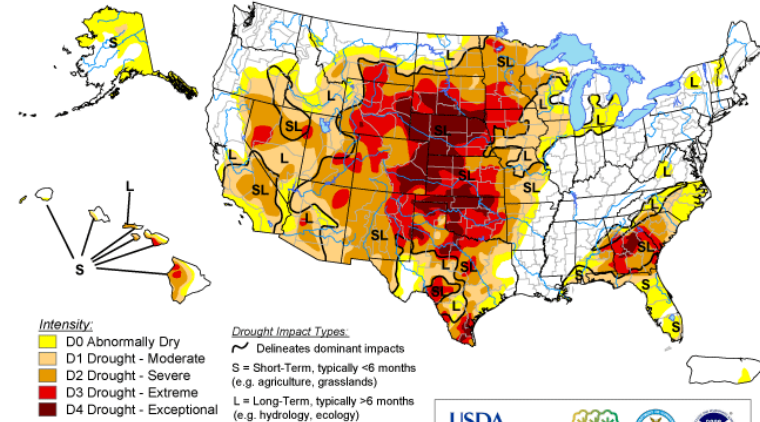 S
L
SL
L
L
SL
L
L
L
SL
L
SL
L
L
SL
L
SL
SL
L
L
SL
SL
L
SL
L
SL
S
S
S
L
S
Intensity:
D0 Abnormally Dry
D1 Drought - Moderate
D2 Drought - Severe
D3 Drought - Extreme
D4 Drought - Exceptional
Drought Impact Types:
Delineates dominant impacts
S = Short-Term, typically <6 months
(e.g. agriculture, grasslands)
L = Long-Term, typically >6 months
(e.g. hydrology, ecology)
USDA